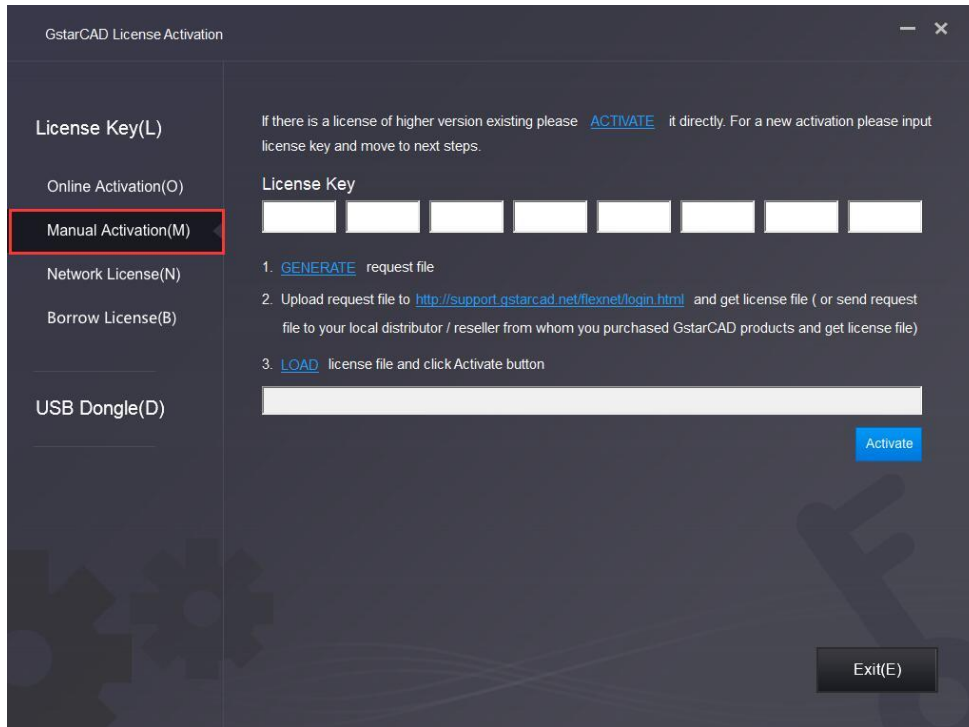 GstarCAD License Activation
License Key(L)
Online Activation(O)
Manual Activation(M)
Network License(N)
Borrow License(B)
USB Dongle(D)
If there is a license of higher version existing please ACTIVATE it directly. For a new activation please input
license key and move to next steps.
License Key
1. GENERATE request file
2. Upload request file to http://support.gstarcad.net/flexnet/login.html and get license file ( or send request
file to your local distributor / reseller from whom you purchased GstarCAD products and get license file)
3. LOAD license file and click Activate button
Activate
Exit(E)